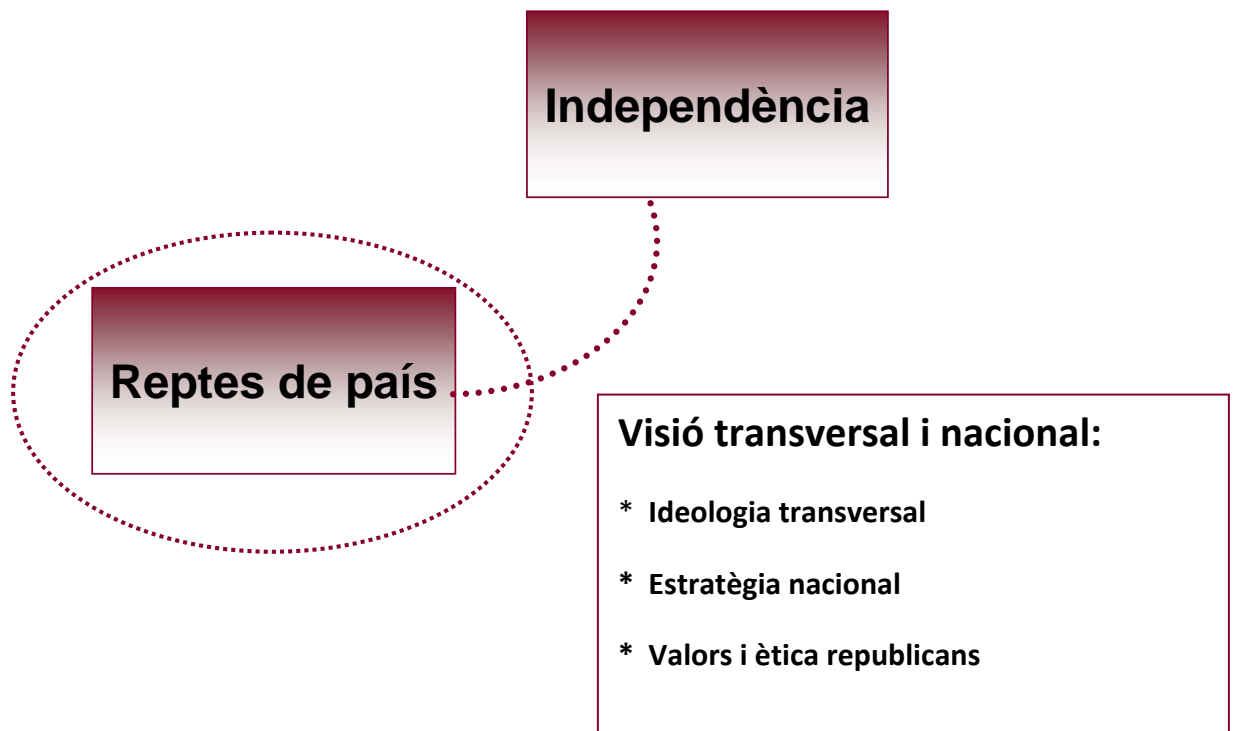 Independència
Reptes de país
Visió transversal i nacional:
* Ideologia transversal
* Estratègia nacional
* Valors i ètica republicans